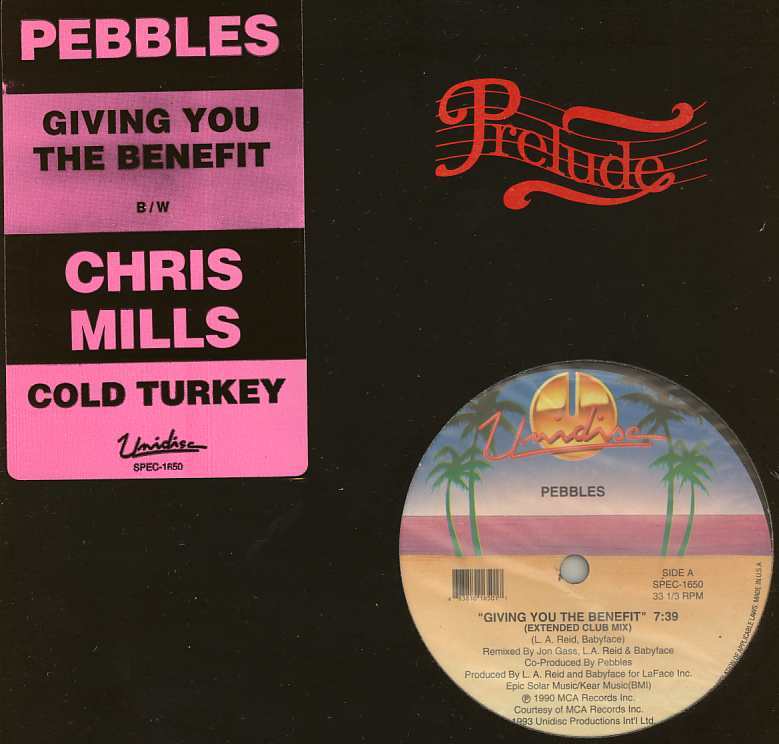 PEBBLES
GIVING YOU
THE BENEFIT
B/W
CHRIS
MILLS
COLD TURKEY
Unidisc
SPEC-1650
Prelude
Unidisc
PEBBLES
SIDE A
SPEC-1650
33 1/3 RPM
"GIVING YOU THE BENEFIT" 7:39
(EXTENDED CLUB MIX)
(L. A. Reid, Babyface)
Remixed By Jon Gass, L.A. Reid & Babyface
Co-Produced By Pebbles
Produced By L. A. Reid and Babyface for LaFace Inc.
Epic Solar Music/Kear Music(BMI)
℗ 1990 MCA Records Inc.
Courtesy of MCA Records Inc.
1993 Unidisc Productions Int'l Ltd.
OF APPLICABLE LAWS. MADE IN U.S.A.